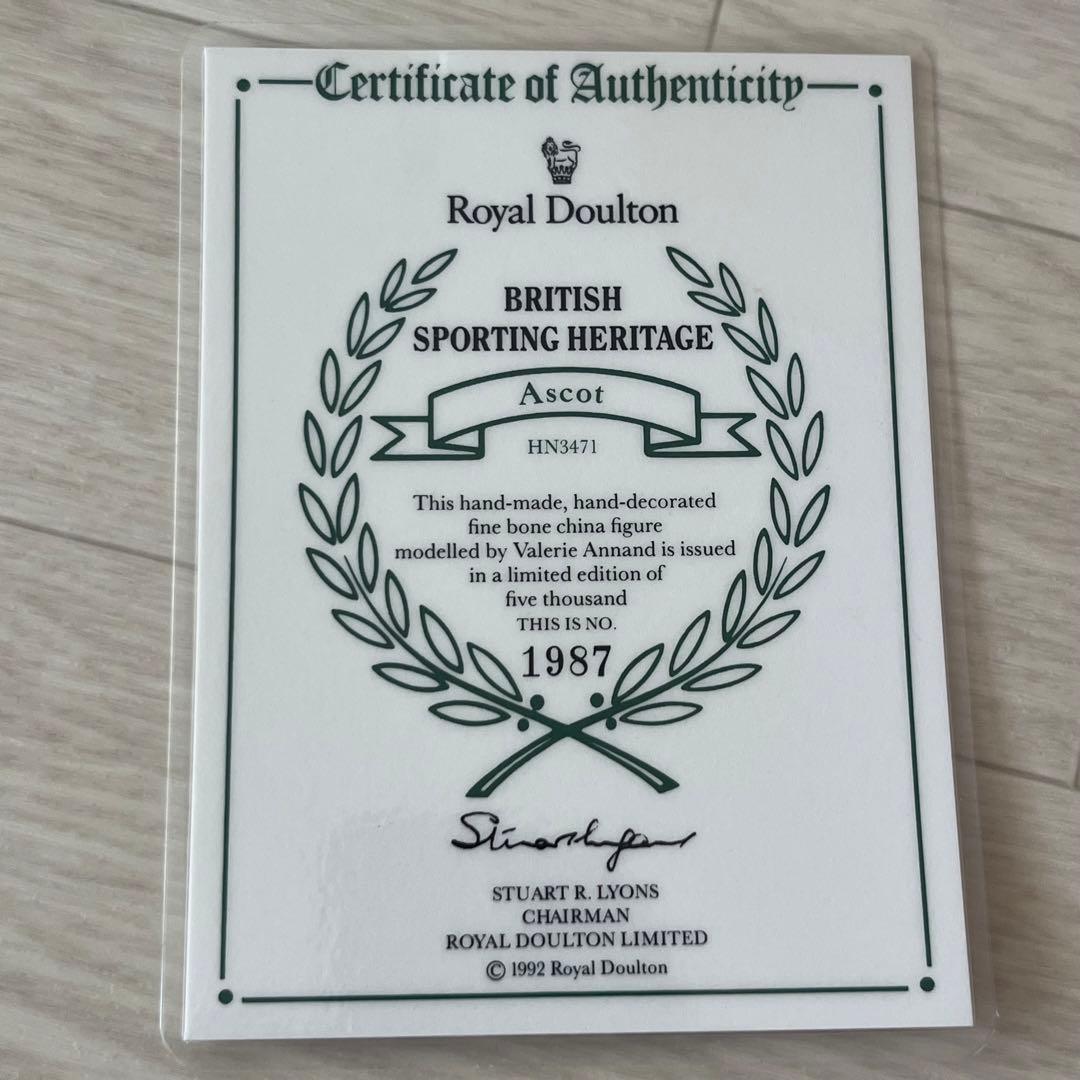 Certificate of Authenticity
Royal Doulton
BRITISH
SPORTING HERITAGE
Ascot
HN3471
This hand-made, hand-decorated
fine bone china figure
modelled by Valerie Annand is issued
in a limited edition of
five thousand
THIS IS NO.
1987
Stuart Lyons
STUART R. LYONS
CHAIRMAN
ROYAL DOULTON LIMITED
© 1992 Royal Doulton